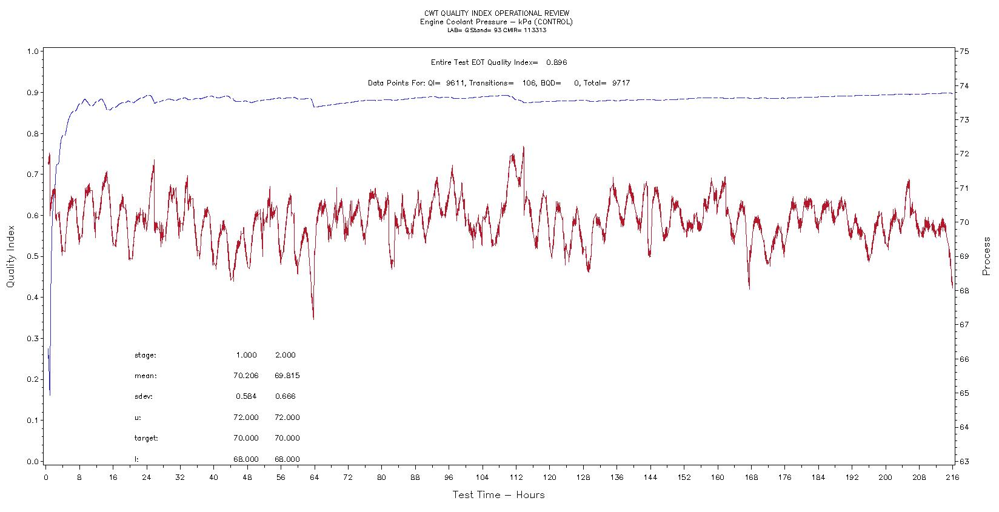 CWT QUALITY INDEX OPERATIONAL REVIEW
Engine Coolant Pressure – kPa (CONTROL)
LAB= G Stand= 93 CMIR= 113313
Entire Test EOT Quality Index= 0.896
Data Points For: QI= 9611, Transitions= 106, BQD= 0, Total= 9717
1.0
0.9
0.8
0.7
0.6
0.5
0.4
0.3
0.2
0.1
0.0
Quality Index
75
74
73
72
71
70
69
68
67
66
65
64
63
Process
stage: 1.000 2.000
mean: 70.206 69.815
sdev: 0.584 0.666
u: 72.000 72.000
target: 70.000 70.000
l: 68.000 68.000
0 8 16 24 32 40 48 56 64 72 80 88 96 104 112 120 128 136 144 152 160 168 176 184 192 200 208 216
Test Time – Hours